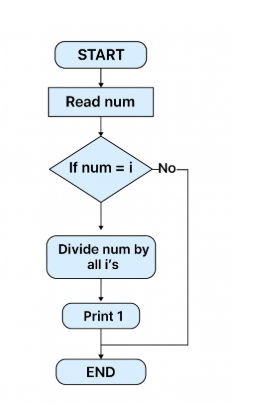 START
Read num
If num = i
No
Divide num by
all i's
Print 1
END